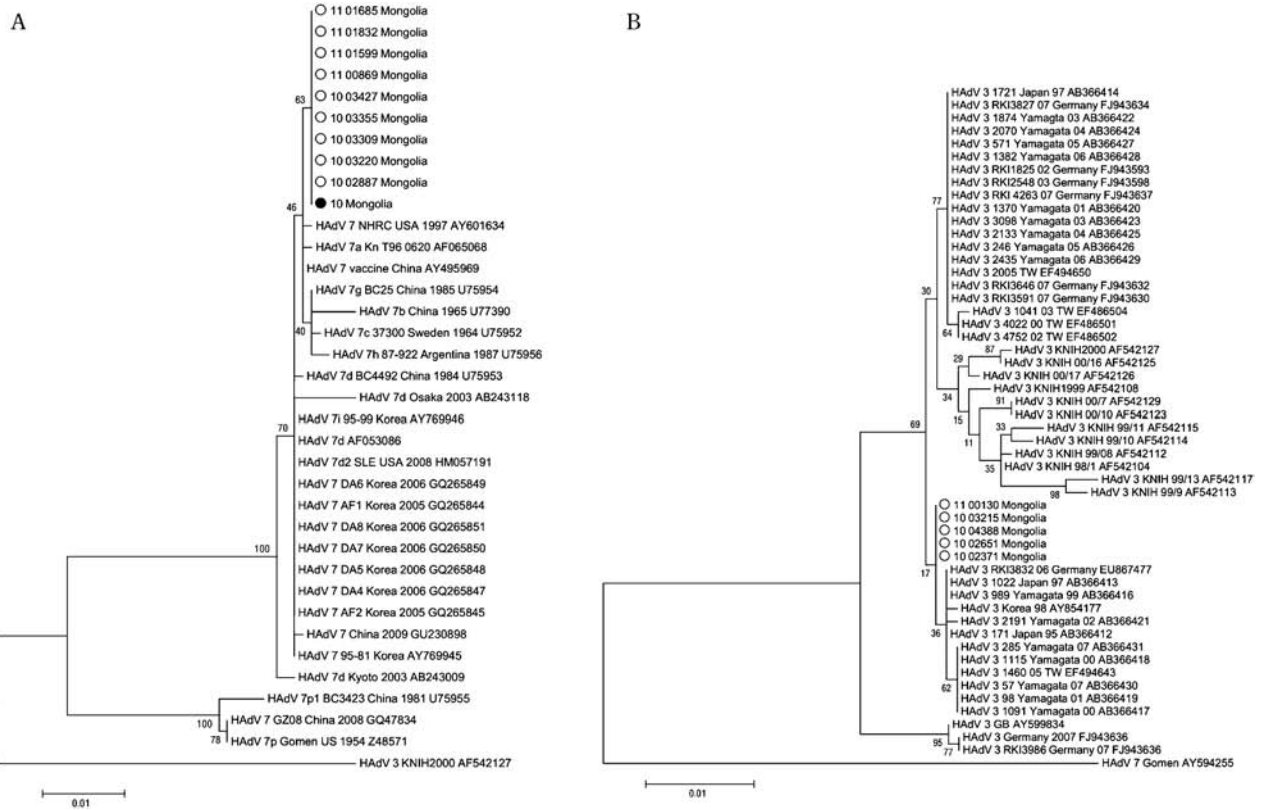 A
11 01685 Mongolia
11 01832 Mongolia
11 01599 Mongolia
11 00869 Mongolia
10 03427 Mongolia
63
10 03355 Mongolia
10 03309 Mongolia
10 03220 Mongolia
10 02887 Mongolia
10 Mongolia
46
HAdV 7 NHRC USA 1997 AY601634
HAdV 7a Kn T96 0620 AF065068
HAdV 7 vaccine China AY495969
HAdV 7g BC25 China 1985 U75954
HAdV 7b China 1965 U77390
40
HAdV 7c 37300 Sweden 1964 U75952
HAdV 7h 87-922 Argentina 1987 U75956
HAdV 7d BC4492 China 1984 U75953
HAdV 7d Osaka 2003 AB243118
HAdV 7i 95-99 Korea AY769946
70
HAdV 7d AF053086
HAdV 7d2 SLE USA 2008 HM057191
HAdV 7 DA6 Korea 2006 GQ265849
HAdV 7 AF1 Korea 2005 GQ265844
HAdV 7 DA8 Korea 2006 GQ265851
HAdV 7 DA7 Korea 2006 GQ265850
100
HAdV 7 DA5 Korea 2006 GQ265848
HAdV 7 DA4 Korea 2006 GQ265847
HAdV 7 AF2 Korea 2005 GQ265845
HAdV 7 China 2009 GU230898
HAdV 7 95-81 Korea AY769945
HAdV 7d Kyoto 2003 AB243009
HAdV 7p1 BC3423 China 1981 U75955
100
HAdV 7 GZ08 China 2008 GQ47834
78
HAdV 7p Gomen US 1954 Z48571
HAdV 3 KNIH2000 AF542127
0.01
B
HAdV 3 1721 Japan 97 AB366414
HAdV 3 RKI3827 07 Germany FJ943634
HAdV 3 1874 Yamagta 03 AB366422
HAdV 3 2070 Yamagata 04 AB366424
HAdV 3 571 Yamagata 05 AB366427
HAdV 3 1382 Yamagata 06 AB366428
HAdV 3 RKI1825 02 Germany FJ943593
HAdV 3 RKI2548 03 Germany FJ943598
HAdV 3 RKI 4263 07 Germany FJ943637
77
HAdV 3 1370 Yamagata 01 AB366420
HAdV 3 3098 Yamagata 03 AB366423
HAdV 3 2133 Yamagata 04 AB366425
HAdV 3 246 Yamagata 05 AB366426
HAdV 3 2435 Yamagata 06 AB366429
HAdV 3 2005 TW EF494650
HAdV 3 RKI3646 07 Germany FJ943632
30
HAdV 3 RKI3591 07 Germany FJ943630
HAdV 3 1041 03 TW EF486504
HAdV 3 4022 00 TW EF486501
64
HAdV 3 4752 02 TW EF486502
87
HAdV 3 KNIH2000 AF542127
29
HAdV 3 KNIH 00/16 AF542125
HAdV 3 KNIH 00/17 AF542126
34
HAdV 3 KNIH1999 AF542108
91
HAdV 3 KNIH 00/7 AF542129
15
HAdV 3 KNIH 00/10 AF542123
69
33
HAdV 3 KNIH 99/11 AF542115
11
HAdV 3 KNIH 99/10 AF542114
HAdV 3 KNIH 99/08 AF542112
35
HAdV 3 KNIH 98/1 AF542104
HAdV 3 KNIH 99/13 AF542117
98
HAdV 3 KNIH 99/9 AF542113
11 00130 Mongolia
10 03215 Mongolia
10 04388 Mongolia
10 02651 Mongolia
10 02371 Mongolia
17
HAdV 3 RKI3832 06 Germany EU867477
HAdV 3 1022 Japan 97 AB366413
HAdV 3 989 Yamagata 99 AB366416
HAdV 3 Korea 98 AY854177
HAdV 3 2191 Yamagata 02 AB366421
36
HAdV 3 171 Japan 95 AB366412
HAdV 3 285 Yamagata 07 AB366431
HAdV 3 1115 Yamagata 00 AB366418
HAdV 3 1460 05 TW EF494643
62
HAdV 3 57 Yamagata 07 AB366430
HAdV 3 98 Yamagata 01 AB366419
HAdV 3 1091 Yamagata 00 AB366417
HAdV 3 GB AY599834
95
HAdV 3 Germany 2007 FJ943636
77
HAdV 3 RKI3986 Germany 07 FJ943636
HAdV 7 Gomen AY594255
0.01